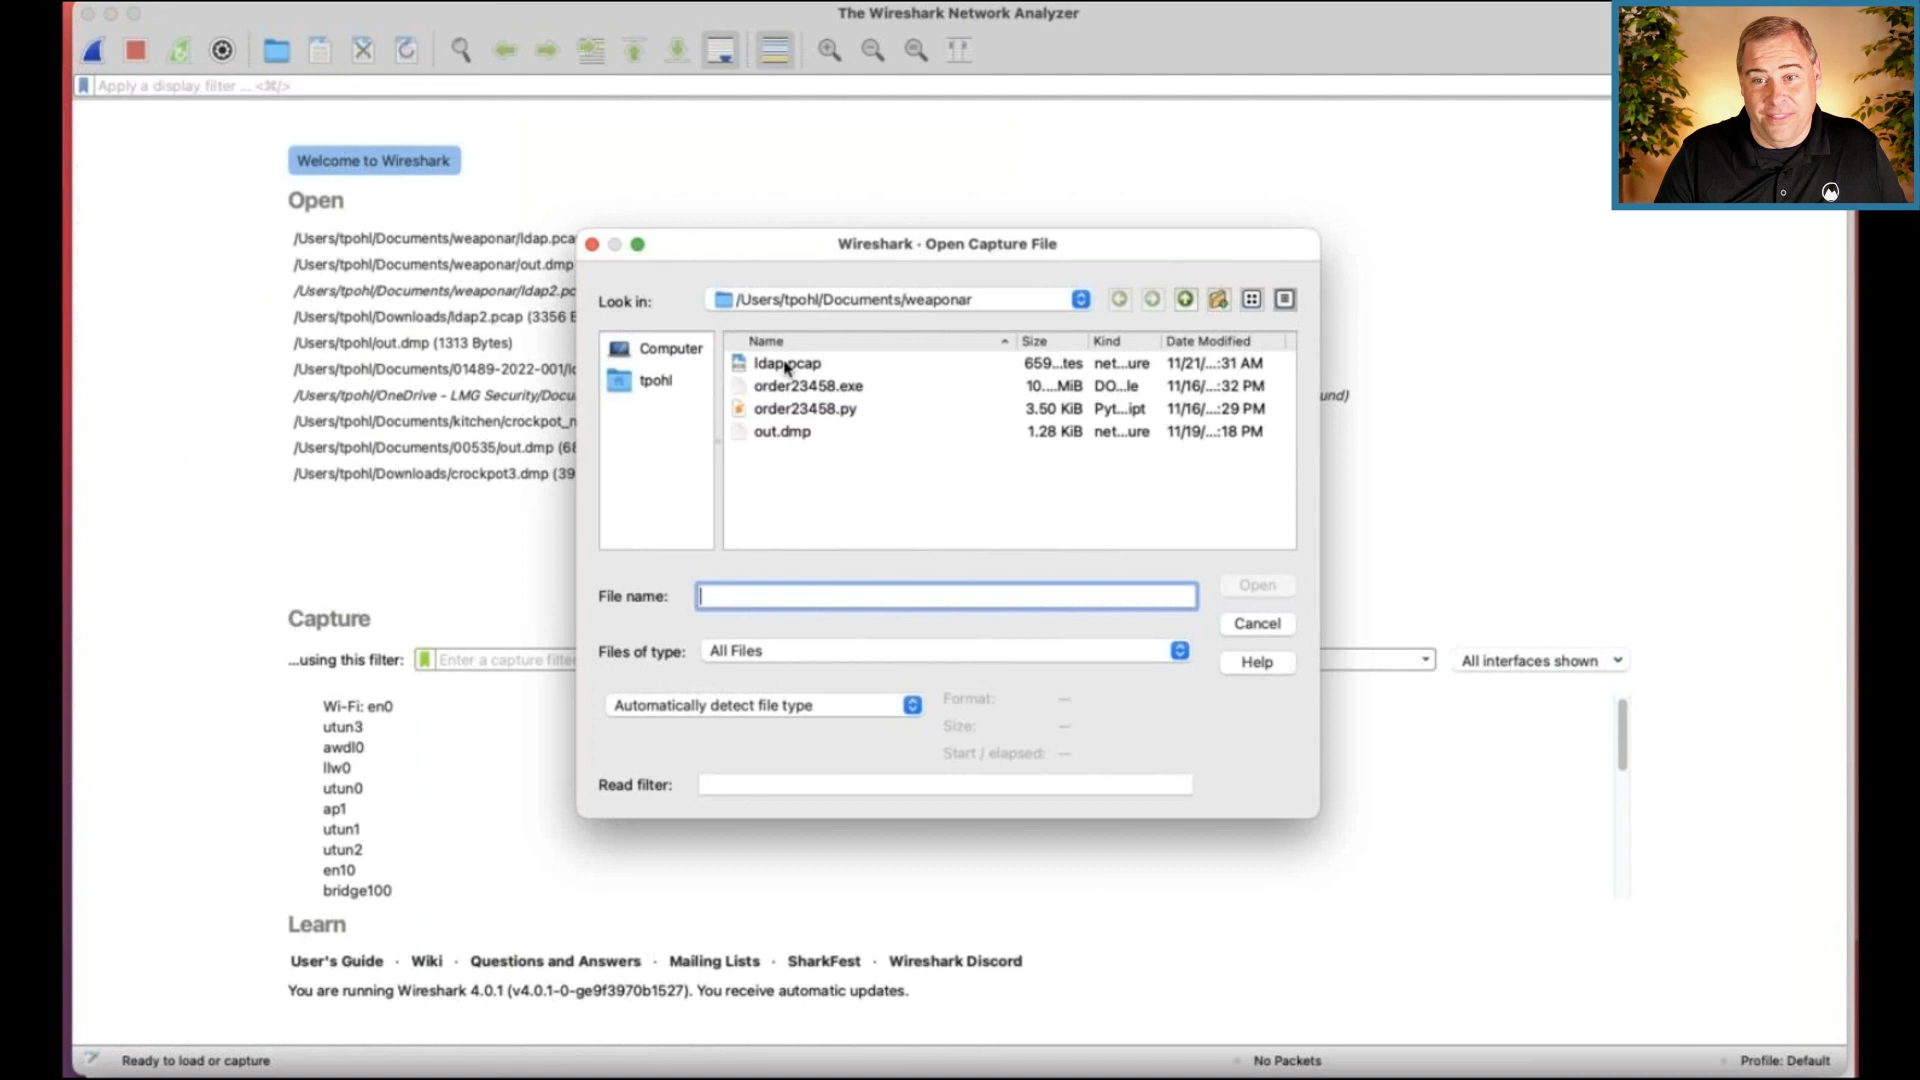 The Wireshark Network Analyzer
Apply a display filter ... <⌘/>
Welcome to Wireshark
Open
/Users/tpohl/Documents/weaponar/ldap.pca
/Users/tpohl/Documents/weaponar/out.dmp
/Users/tpohl/Documents/weaponar/ldap2.pc
/Users/tpohl/Downloads/ldap2.pcap (3356 B
/Users/tpohl/out.dmp (1313 Bytes)
/Users/tpohl/Documents/01489-2022-001/lc
/Users/tpohl/OneDrive - LMG Security/Docu
und)
/Users/tpohl/Documents/kitchen/crockpot_n
/Users/tpohl/Documents/00535/out.dmp (68
/Users/tpohl/Downloads/crockpot3.dmp (39
Wireshark · Open Capture File
Look in: /Users/tpohl/Documents/weaponar
Computer
tpohl
Name Size Kind Date Modified
ldap.pcap 659...tes net...ure 11/21/...:31 AM
order23458.exe 10....MiB DO...le 11/16/...:32 PM
order23458.py 3.50 KiB Pyt...ipt 11/16/...:29 PM
out.dmp 1.28 KiB net...ure 11/19/...:18 PM
File name:
Open
Cancel
Files of type: All Files
Help
Automatically detect file type
Format: —
Size: —
Start / elapsed: —
Read filter:
Capture
...using this filter: Enter a capture filte
All interfaces shown
Wi-Fi: en0
utun3
awdl0
llw0
utun0
ap1
utun1
utun2
en10
bridge100
Learn
User's Guide · Wiki · Questions and Answers · Mailing Lists · SharkFest · Wireshark Discord
You are running Wireshark 4.0.1 (v4.0.1-0-ge9f3970b1527). You receive automatic updates.
Ready to load or capture
No Packets
Profile: Default